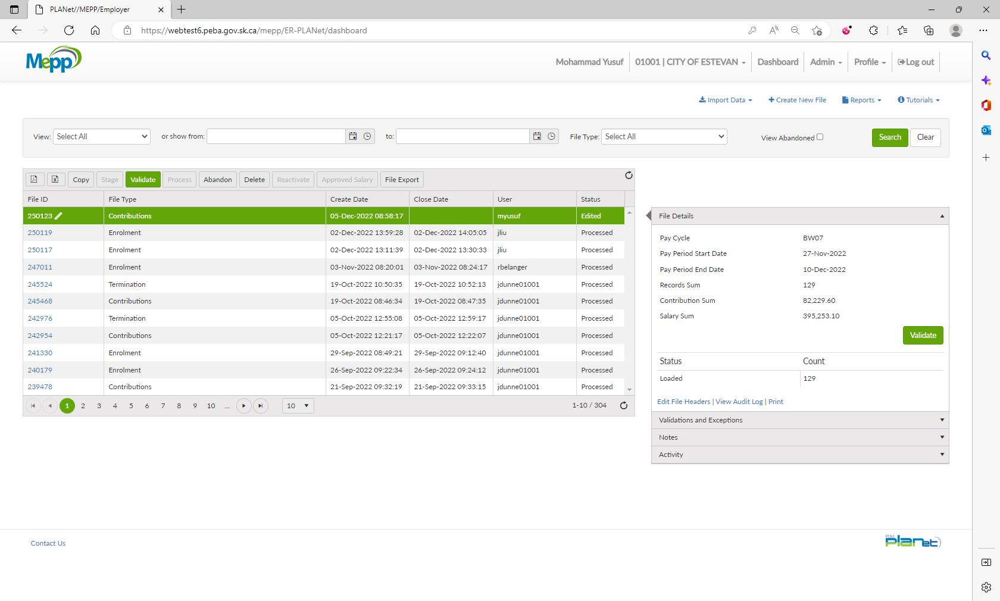 PLANet//MEPP/Employer
https://webtest6.peba.gov.sk.ca/mepp/ER-PLANet/dashboard
Mepp
Mohammad Yusuf 01001 | CITY OF ESTEVAN Dashboard Admin Profile Log out
Import Data Create New File Reports Tutorials
View: Select All or show from: to: File Type: Select All View Abandoned Search Clear
Copy Stage Validate Process Abandon Delete Reactivate Approved Salary File Export
File ID File Type Create Date Close Date User Status
250123 Contributions 05-Dec-2022 08:58:17 myusuf Edited
250119 Enrolment 02-Dec-2022 13:59:28 02-Dec-2022 14:05:05 jliu Processed
250117 Enrolment 02-Dec-2022 13:11:39 02-Dec-2022 13:30:33 jliu Processed
247011 Enrolment 03-Nov-2022 08:20:01 03-Nov-2022 08:24:17 rbelanger Processed
245524 Termination 19-Oct-2022 10:50:35 19-Oct-2022 10:52:13 jdunne01001 Processed
245468 Contributions 19-Oct-2022 08:46:34 19-Oct-2022 08:47:35 jdunne01001 Processed
242976 Termination 05-Oct-2022 12:55:08 05-Oct-2022 12:59:17 jdunne01001 Processed
242954 Contributions 05-Oct-2022 12:21:17 05-Oct-2022 12:22:07 jdunne01001 Processed
241330 Enrolment 29-Sep-2022 08:49:21 29-Sep-2022 09:12:40 jdunne01001 Processed
240179 Enrolment 26-Sep-2022 09:22:34 26-Sep-2022 09:24:12 jdunne01001 Processed
239478 Contributions 21-Sep-2022 09:32:19 21-Sep-2022 09:33:15 jdunne01001 Processed
1 2 3 4 5 6 7 8 9 10 ... 10 1-10 / 304
File Details
Pay Cycle BW07
Pay Period Start Date 27-Nov-2022
Pay Period End Date 10-Dec-2022
Records Sum 129
Contribution Sum 82,229.60
Salary Sum 395,253.10
Validate
Status Count
Loaded 129
Edit File Headers | View Audit Log | Print
Validations and Exceptions
Notes
Activity
Contact Us
PEBA
planet